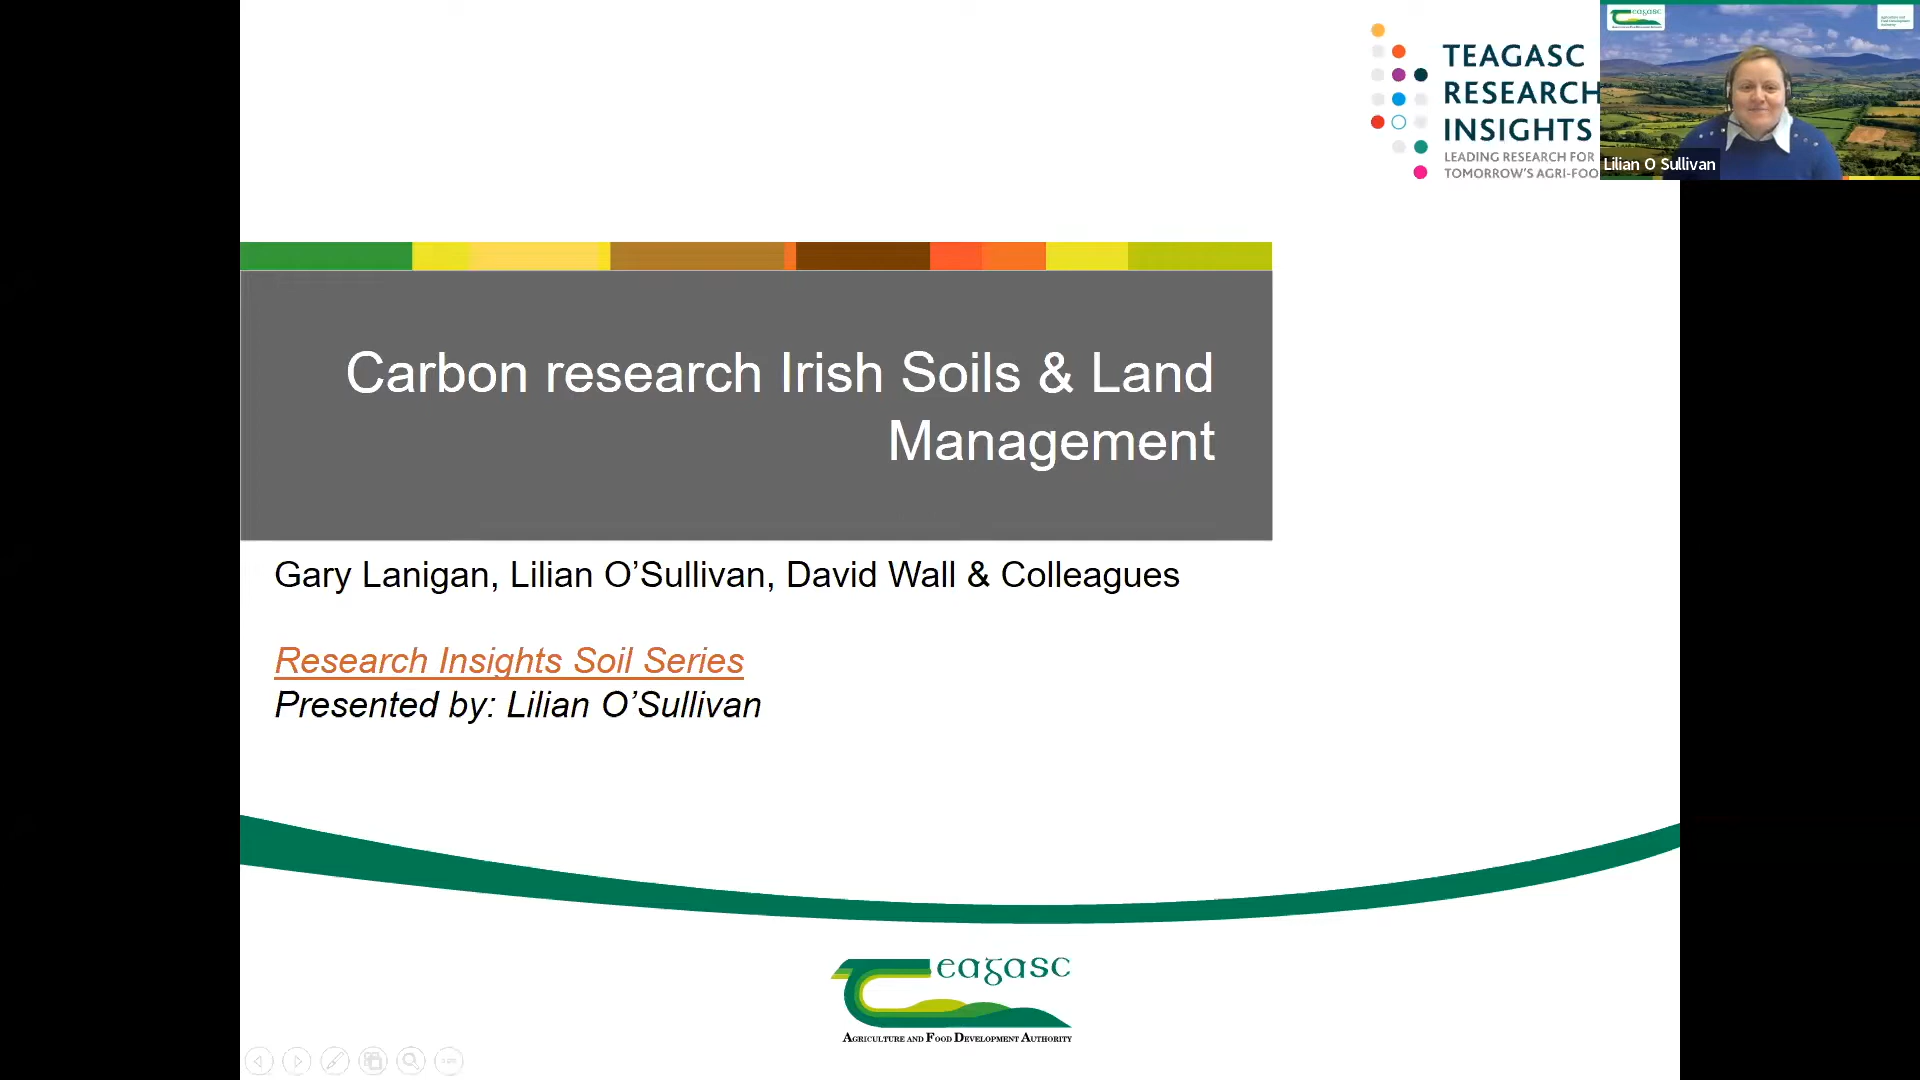 TEAGASC
RESEARCH
INSIGHTS
LEADING RESEARCH FOR
TOMORROW'S AGRI-FOO
eagasc
Lilian O Sullivan
Carbon research Irish Soils & Land
Management
Gary Lanigan, Lilian O’Sullivan, David Wall & Colleagues
Research Insights Soil Series
Presented by: Lilian O’Sullivan
eagasc
AGRICULTURE AND FOOD DEVELOPMENT AUTHORITY